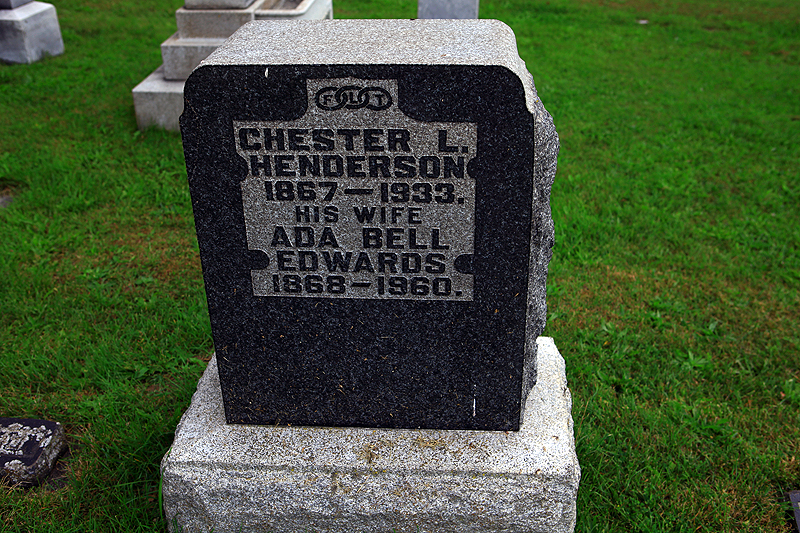 F L T
CHESTER L.
HENDERSON
1867—1933.
HIS WIFE
ADA BELL
EDWARDS
1868—1960.